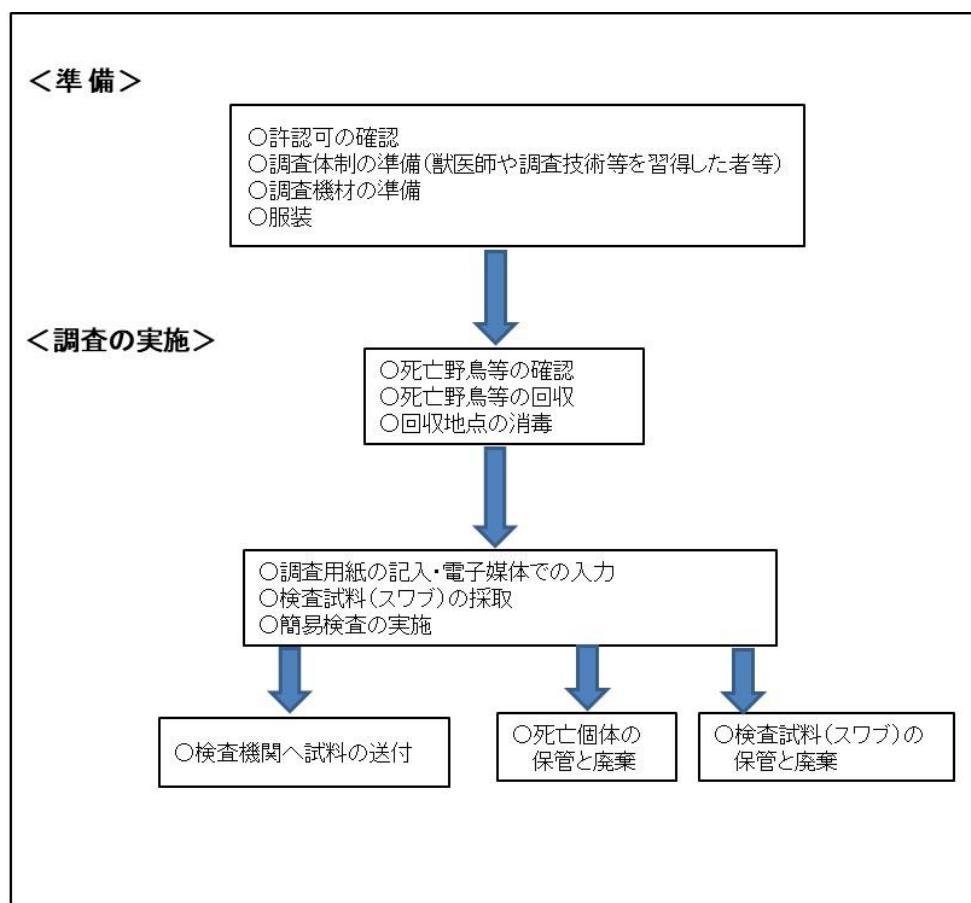 ＜準 備＞
○許認可の確認
○調査体制の準備(獣医師や調査技術等を習得した者等)
○調査機材の準備
○服装
＜調査の実施＞
○死亡野鳥等の確認
○死亡野鳥等の回収
○回収地点の消毒
○調査用紙の記入・電子媒体での入力
○検査試料(スワブ)の採取
○簡易検査の実施
○検査機関へ試料の送付
○死亡個体の
保管と廃棄
○検査試料(スワブ)の
保管と廃棄